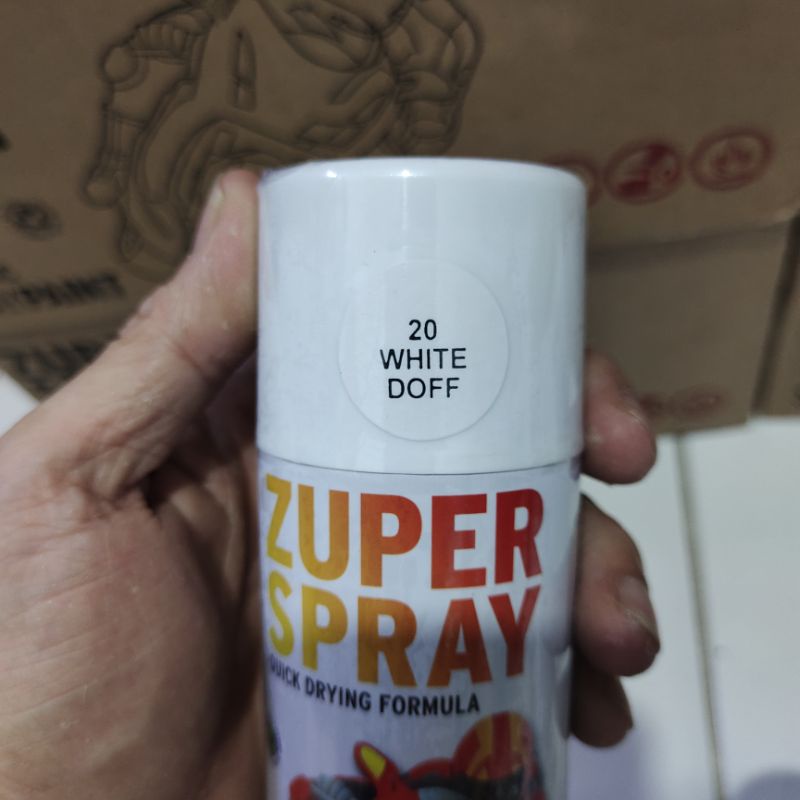 20
WHITE
DOFF
ZUPER
SPRAY
QUICK DRYING FORMULA